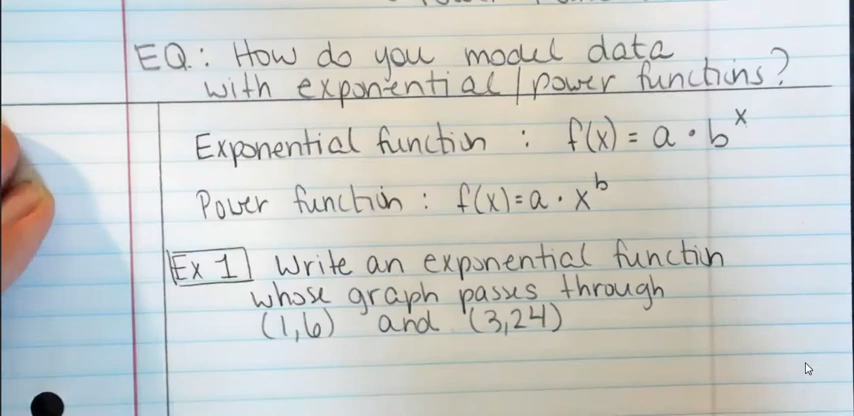 EQ: How do you model data
with exponential/power functions?
Exponential function : f(x) = a · b^x
Power function : f(x) = a · x^b
Ex 1 Write an exponential function
whose graph passes through
(1,6) and (3,24)